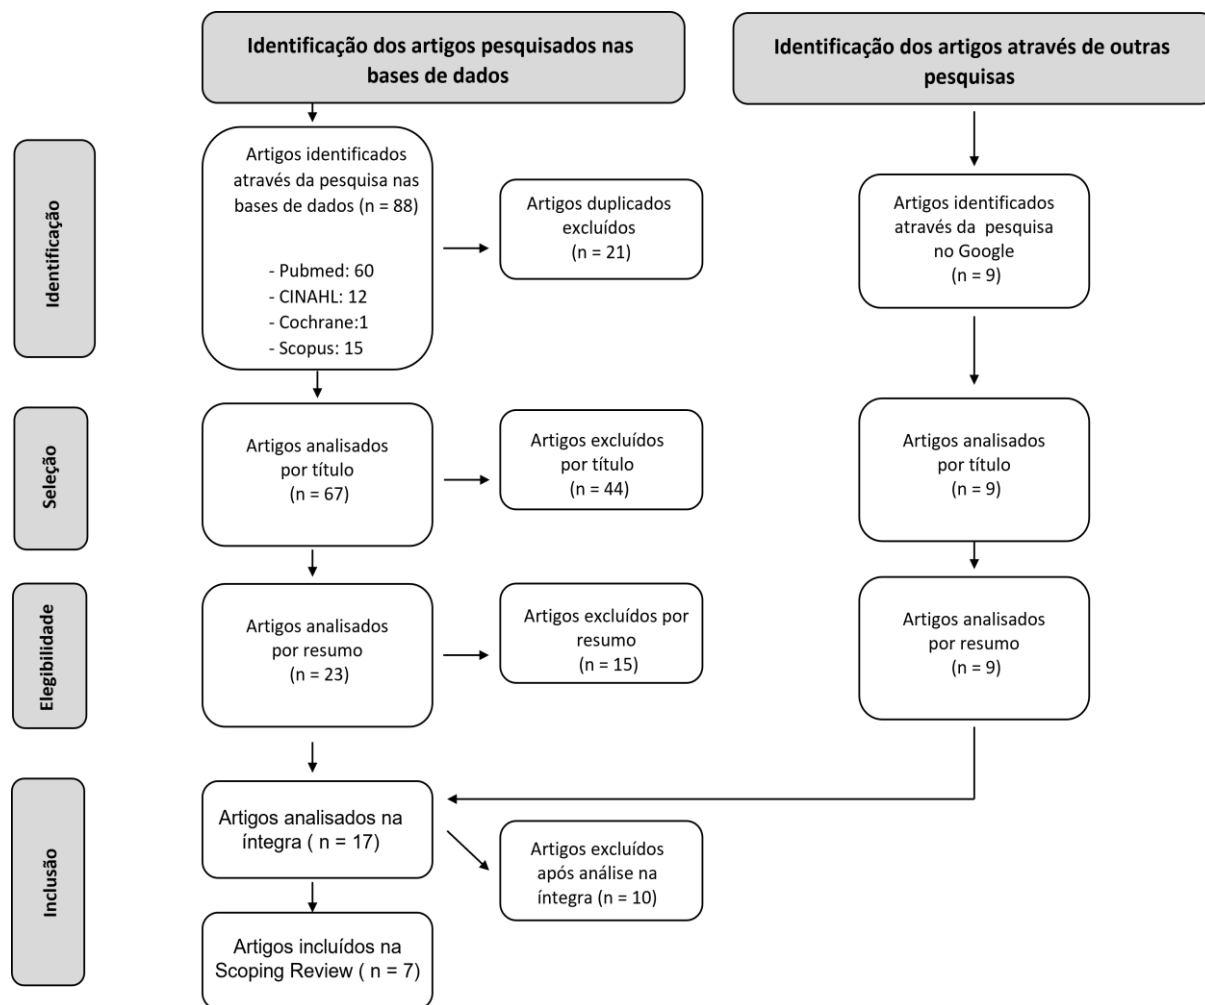 Identificação dos artigos pesquisados nas
bases de dados
Identificação dos artigos através de outras
pesquisas
Identificação
Artigos identificados
através da pesquisa nas
bases de dados (n = 88)
- Pubmed: 60
- CINAHL: 12
- Cochrane:1
- Scopus: 15
Artigos duplicados
excluídos
(n = 21)
Artigos identificados
através da pesquisa
no Google
(n = 9)
Seleção
Artigos analisados
por título
(n = 67)
Artigos excluídos
por título
(n = 44)
Artigos analisados
por título
(n = 9)
Elegibilidade
Artigos analisados
por resumo
(n = 23)
Artigos excluídos por
resumo
(n = 15)
Artigos analisados
por resumo
(n = 9)
Inclusão
Artigos analisados na
íntegra ( n = 17)
Artigos excluídos
após análise na
íntegra (n = 10)
Artigos incluídos na
Scoping Review ( n = 7)